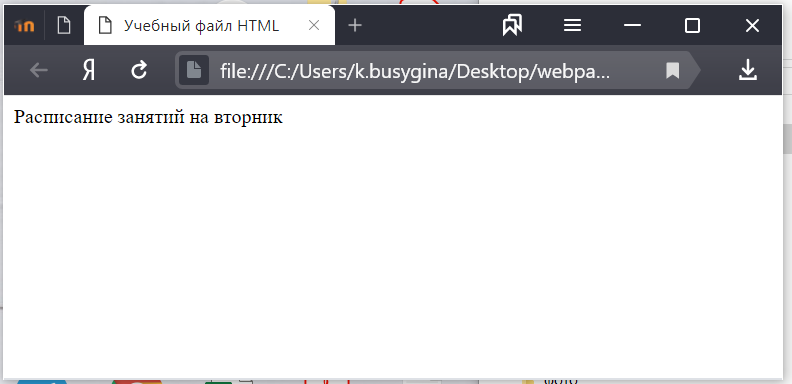 Учебный файл HTML
Я file:///C:/Users/k.busygina/Desktop/webpa...
Расписание занятий на вторник